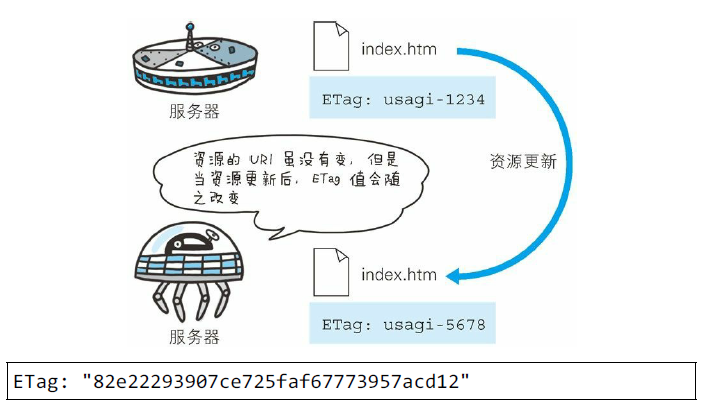 index.htm
ETag: usagi-1234
服务器
资源更新
资源的 URI 虽没有变，但是
当资源更新后，ETag 值会随
之改变
index.htm
ETag: usagi-5678
服务器
ETag: "82e22293907ce725faf67773957acd12"